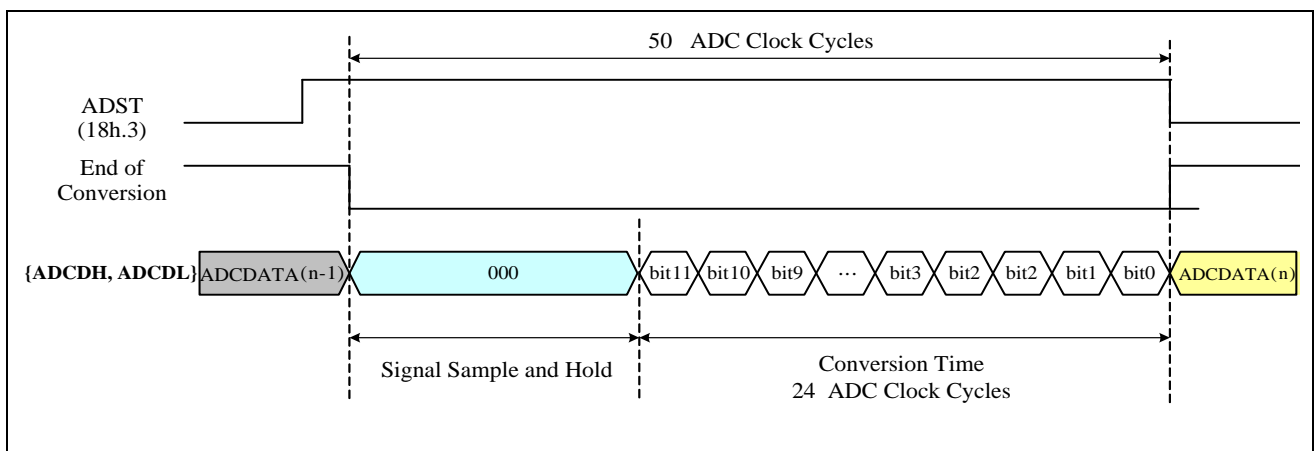 50 ADC Clock Cycles
ADST
(18h.3)
End of
Conversion
{ADCDH, ADCDL} ADCDATA(n-1) 000 bit11 bit10 bit9 ... bit3 bit2 bit2 bit1 bit0 ADCDATA(n)
Signal Sample and Hold
Conversion Time
24 ADC Clock Cycles